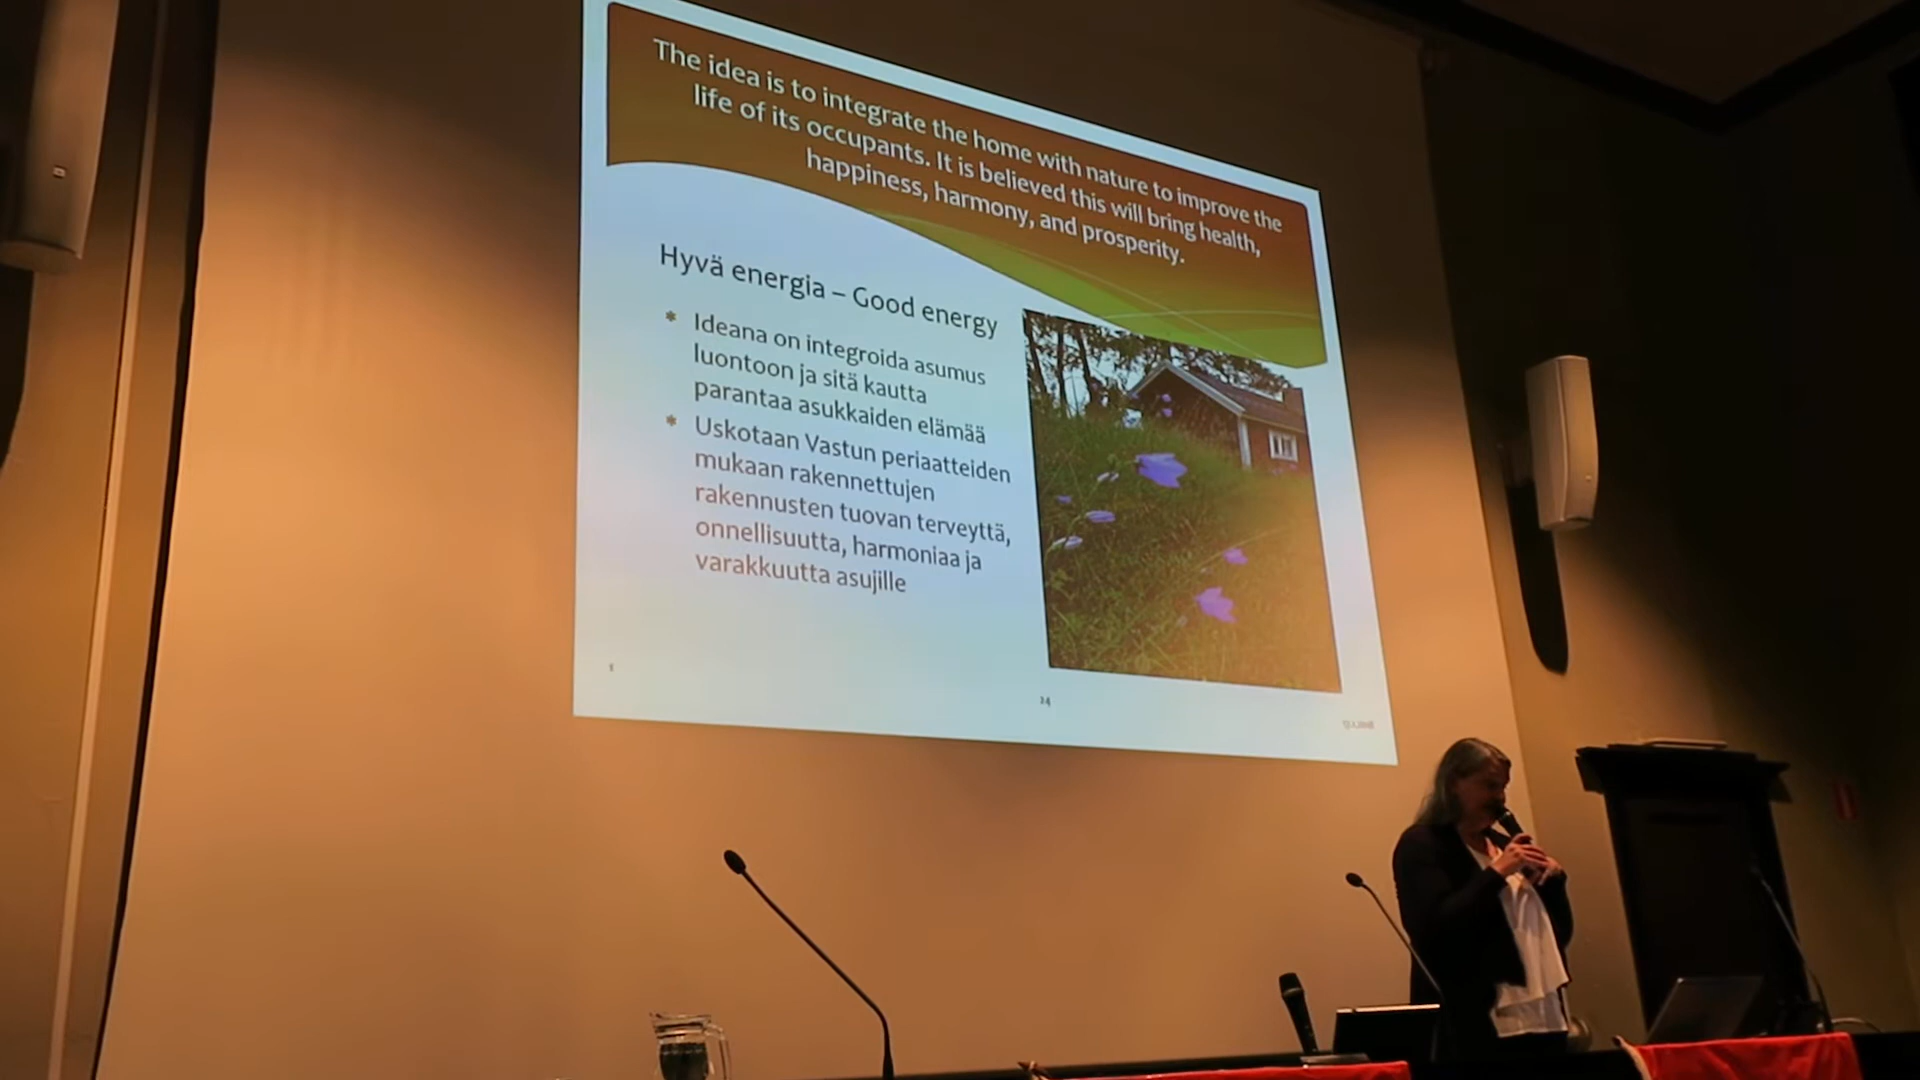 The idea is to integrate the home with nature to improve the
life of its occupants. It is believed this will bring health,
happiness, harmony, and prosperity.
Hyvä energia – Good energy
* Ideana on integroida asumus
luontoon ja sitä kautta
parantaa asukkaiden elämää
* Uskotaan Vastun periaatteiden
mukaan rakennettujen
rakennusten tuovan terveyttä,
onnellisuutta, harmoniaa ja
varakkuutta asujille
14